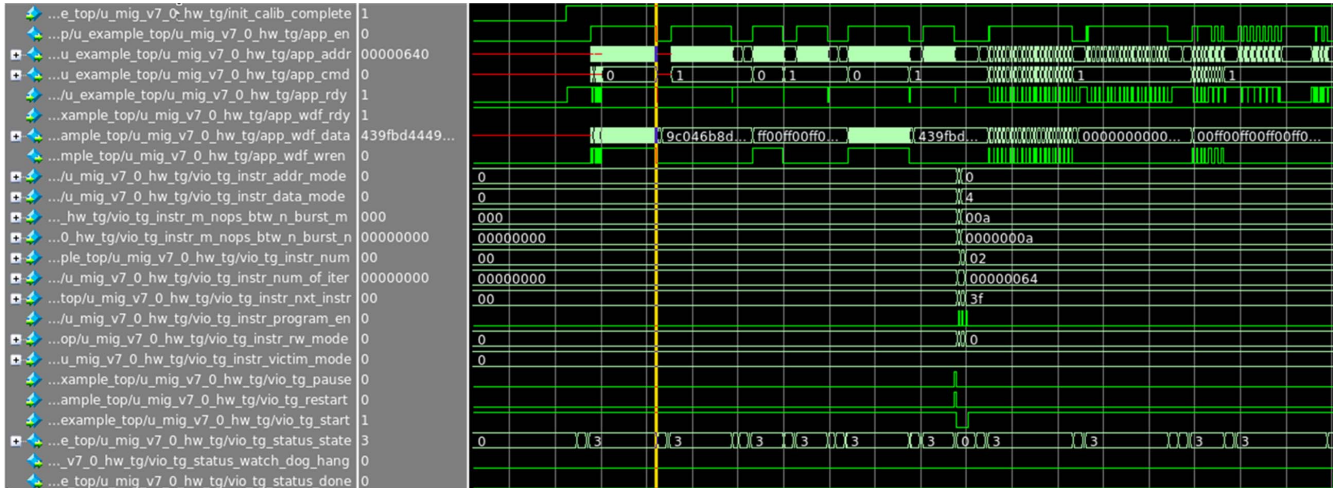 ...e_top/u_mig_v7_0_hw_tg/init_calib_complete 1
...p/u_example_top/u_mig_v7_0_hw_tg/app_en 0
...u_example_top/u_mig_v7_0_hw_tg/app_addr 00000640
...u_example_top/u_mig_v7_0_hw_tg/app_cmd 0 0 1 0 1 0 1 1 1
.../u_example_top/u_mig_v7_0_hw_tg/app_rdy 1
...xample_top/u_mig_v7_0_hw_tg/app_wdf_rdy 1
...ample_top/u_mig_v7_0_hw_tg/app_wdf_data 439fbd4449... 9c046b8d... ff00ff00ff0... 439fbd... 0000000000... 00ff00ff00ff00ff0...
...mple_top/u_mig_v7_0_hw_tg/app_wdf_wren 0
.../u_mig_v7_0_hw_tg/vio_tg_instr_addr_mode 0 0 0
.../u_mig_v7_0_hw_tg/vio_tg_instr_data_mode 0 0 4
..._hw_tg/vio_tg_instr_m_nops_btw_n_burst_m 000 000 00a
...0_hw_tg/vio_tg_instr_m_nops_btw_n_burst_n 00000000 00000000 0000000a
...ple_top/u_mig_v7_0_hw_tg/vio_tg_instr_num 00 00 02
.../u_mig_v7_0_hw_tg/vio_tg_instr_num_of_iter 00000000 00000000 00000064
...top/u_mig_v7_0_hw_tg/vio_tg_instr_nxt_instr 00 00 3f
.../u_mig_v7_0_hw_tg/vio_tg_instr_program_en 0
...op/u_mig_v7_0_hw_tg/vio_tg_instr_rw_mode 0 0 0
...u_mig_v7_0_hw_tg/vio_tg_instr_victim_mode 0 0
...xample_top/u_mig_v7_0_hw_tg/vio_tg_pause 0
...ample_top/u_mig_v7_0_hw_tg/vio_tg_restart 0
...example_top/u_mig_v7_0_hw_tg/vio_tg_start 1
...e_top/u_mig_v7_0_hw_tg/vio_tg_status_state 3 0 3 3 3 3 3 3 3 0 3 3 3 3
..._v7_0_hw_tg/vio_tg_status_watch_dog_hang 0
...e_top/u_mig_v7_0_hw_tg/vio_tg_status_done 0